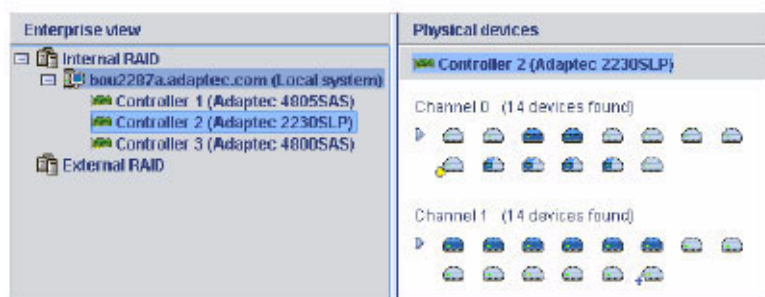 Enterprise view
Internal RAID
bou2287a.adaptec.com (Local system)
Controller 1 (Adaptec 4805SAS)
Controller 2 (Adaptec 2230SLP)
Controller 3 (Adaptec 4800SAS)
External RAID
Physical devices
Controller 2 (Adaptec 2230SLP)
Channel 0 (14 devices found)
Channel 1 (14 devices found)